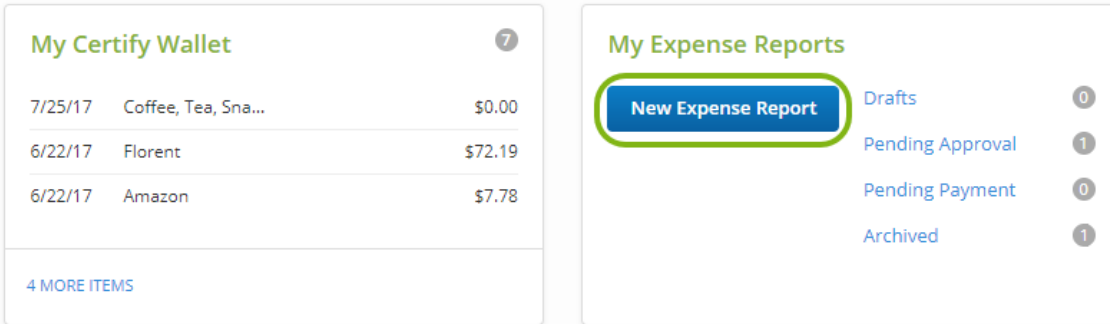 My Certify Wallet 7
7/25/17 Coffee, Tea, Sna... $0.00
6/22/17 Florent $72.19
6/22/17 Amazon $7.78
4 MORE ITEMS
My Expense Reports
New Expense Report
Drafts 0
Pending Approval 1
Pending Payment 0
Archived 1